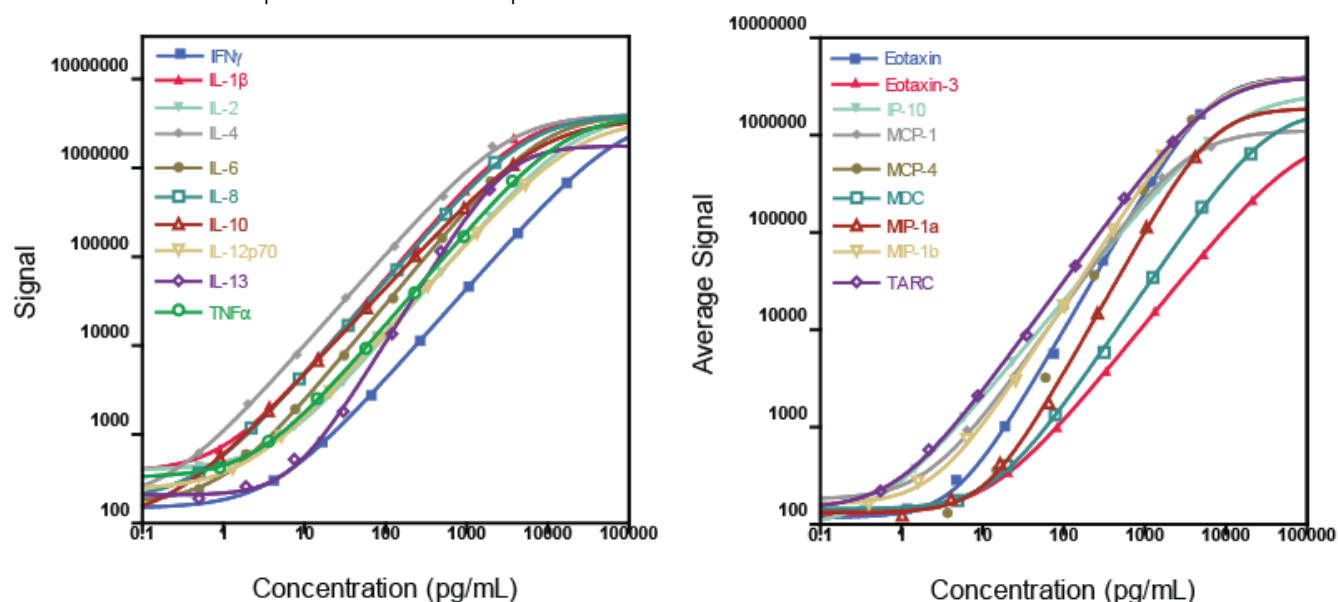 10000000
1000000
100000
10000
1000
100
Signal
IFNγ
IL-1β
IL-2
IL-4
IL-6
IL-8
IL-10
IL-12p70
IL-13
TNFα
0.1
1
10
100
1000
10000
100000
Concentration (pg/mL)
10000000
1000000
100000
10000
1000
100
Average Signal
Eotaxin
Eotaxin-3
IP-10
MCP-1
MCP-4
MDC
MIP-1a
MIP-1b
TARC
0.1
1
10
100
1000
10000
100000
Concentration (pg/mL)